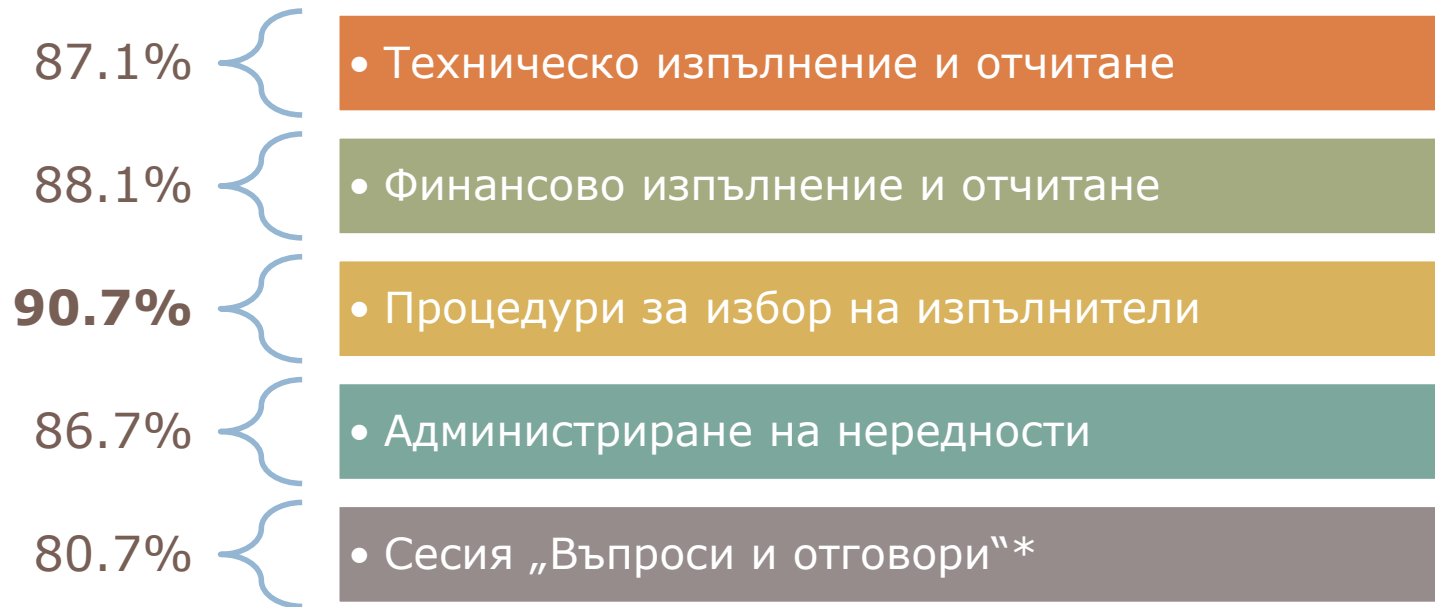 87.1% • Техническо изпълнение и отчитане
88.1% • Финансово изпълнение и отчитане
90.7% • Процедури за избор на изпълнители
86.7% • Администриране на нередности
80.7% • Сесия „Въпроси и отговори“*